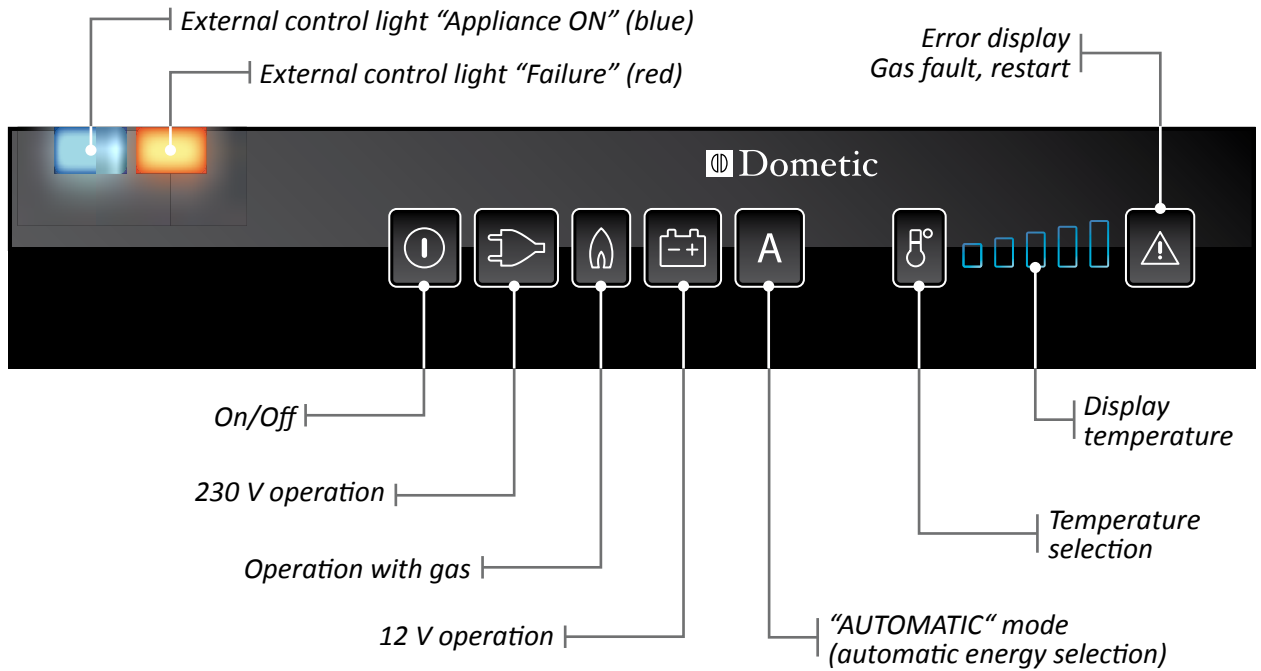 External control light “Appliance ON” (blue)
External control light “Failure” (red)
Error display
Gas fault, restart
Dometic
- +
A
On/Off
230 V operation
Operation with gas
12 V operation
Display
temperature
Temperature
selection
“AUTOMATIC“ mode
(automatic energy selection)